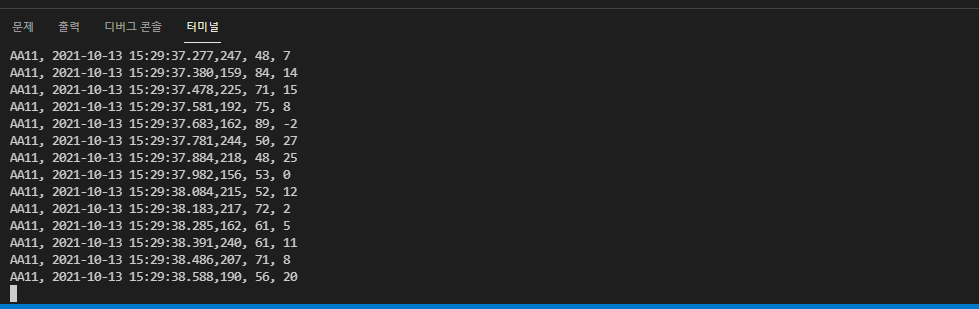 문제 출력 디버그 콘솔 터미널
AA11, 2021-10-13 15:29:37.277,247, 48, 7
AA11, 2021-10-13 15:29:37.380,159, 84, 14
AA11, 2021-10-13 15:29:37.478,225, 71, 15
AA11, 2021-10-13 15:29:37.581,192, 75, 8
AA11, 2021-10-13 15:29:37.683,162, 89, -2
AA11, 2021-10-13 15:29:37.781,244, 50, 27
AA11, 2021-10-13 15:29:37.884,218, 48, 25
AA11, 2021-10-13 15:29:37.982,156, 53, 0
AA11, 2021-10-13 15:29:38.084,215, 52, 12
AA11, 2021-10-13 15:29:38.183,217, 72, 2
AA11, 2021-10-13 15:29:38.285,162, 61, 5
AA11, 2021-10-13 15:29:38.391,240, 61, 11
AA11, 2021-10-13 15:29:38.486,207, 71, 8
AA11, 2021-10-13 15:29:38.588,190, 56, 20